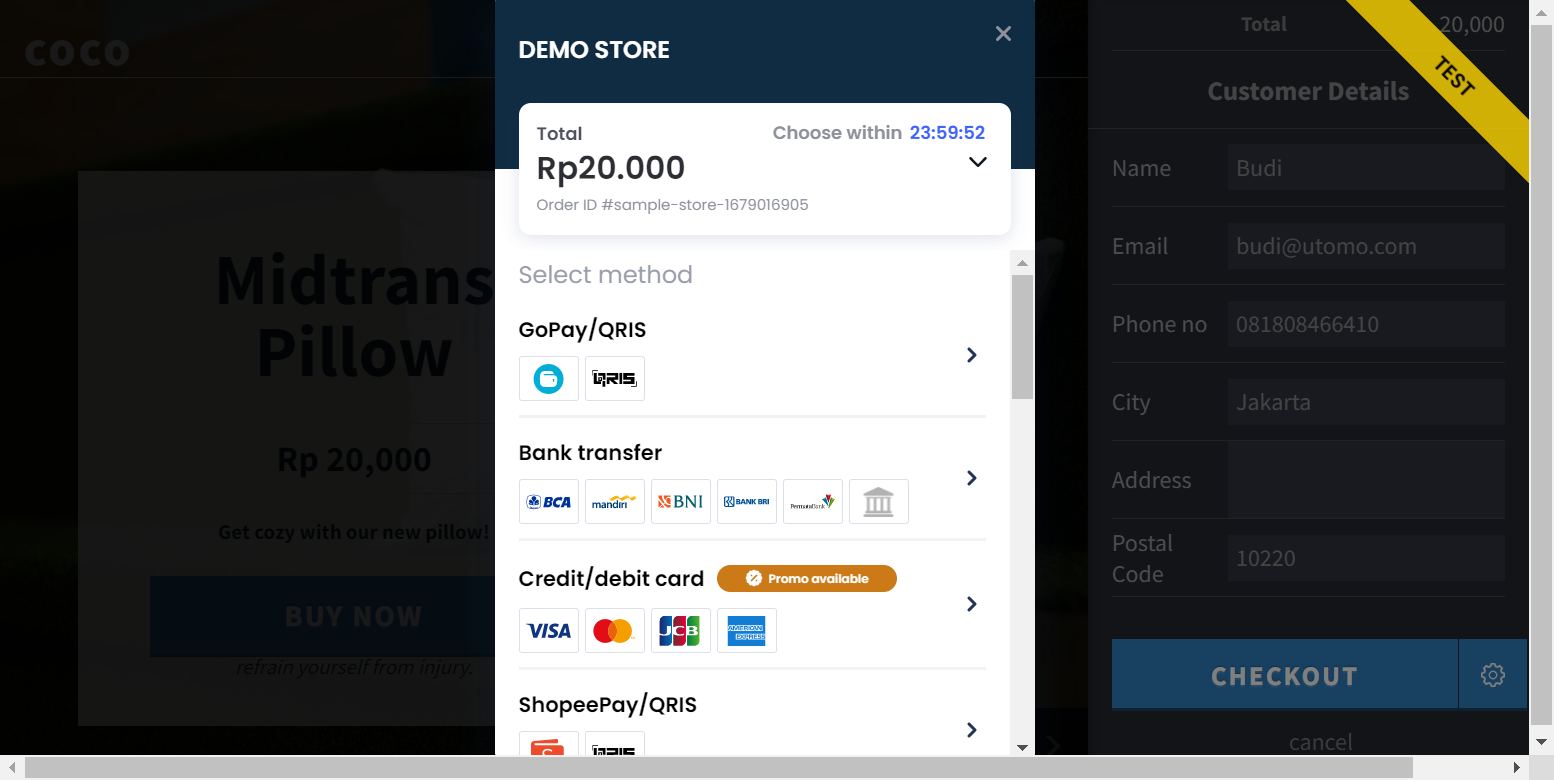 coco
Midtrans
Pillow
Rp 20,000
Get cozy with our new pillow!
BUY NOW
refrain yourself from injury.
DEMO STORE
Total
Choose within 23:59:52
Rp20.000
Order ID #sample-store-1679016905
Select method
GoPay/QRIS
QRIS
Bank transfer
BCA
mandiri
BNI
BANK BRI
PermataBank
Credit/debit card
Promo available
VISA
JCB
AMERICAN
EXPRESS
ShopeePay/QRIS
QRIS
Total 20,000
TEST
Customer Details
Name Budi
Email budi@utomo.com
Phone no 081808466410
City Jakarta
Address
Postal
Code 10220
CHECKOUT
cancel